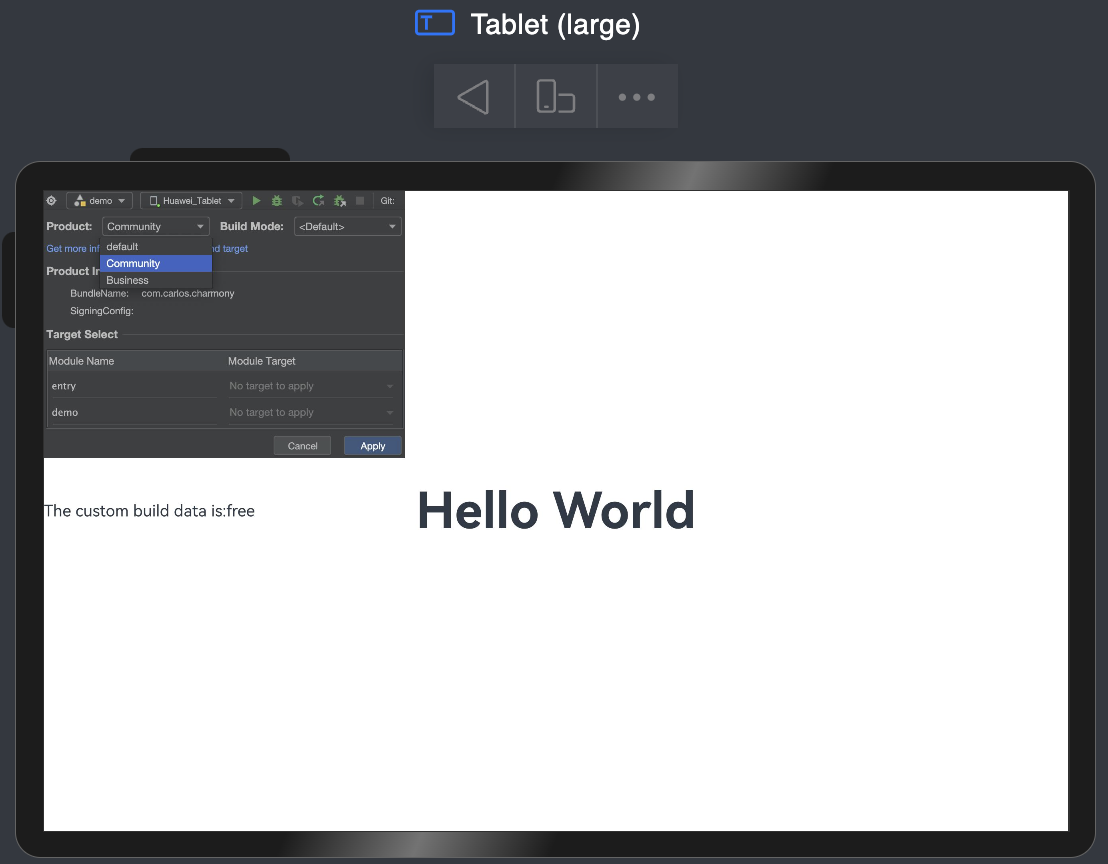 Tablet (large)
demo Huawei_Tablet Git:
Product: Community Build Mode: <Default>
default
Get more inf nd target
Community
Product In
Business
BundleName: com.carlos.charmony
SigningConfig:
Target Select
Module Name Module Target
entry No target to apply
demo No target to apply
Cancel Apply
The custom build data is:free
Hello World